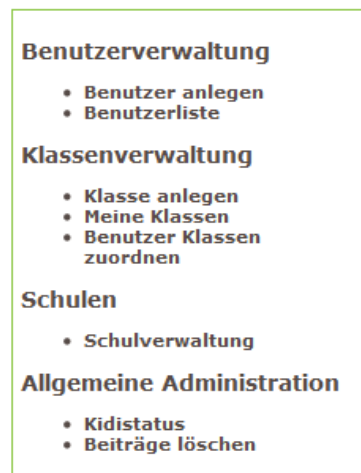 Benutzerverwaltung
Benutzer anlegen
Benutzerliste
Klassenverwaltung
Klasse anlegen
Meine Klassen
Benutzer Klassen
zuordnen
Schulen
Schulverwaltung
Allgemeine Administration
Kidistatus
Beiträge löschen